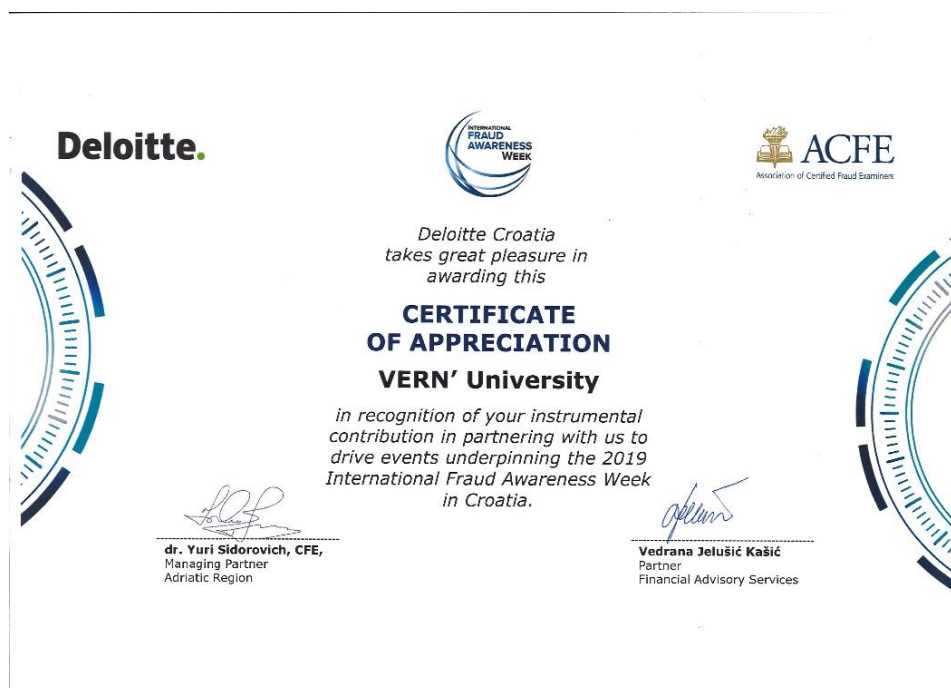 Deloitte.
INTERNATIONAL
FRAUD
AWARENESS
WEEK
ACFE
Association of Certified Fraud Examiners
Deloitte Croatia
takes great pleasure in
awarding this
CERTIFICATE
OF APPRECIATION
VERN' University
in recognition of your instrumental
contribution in partnering with us to
drive events underpinning the 2019
International Fraud Awareness Week
in Croatia.
dr. Yuri Sidorovich, CFE,
Managing Partner
Adriatic Region
Vedrana Jelušić Kašić
Partner
Financial Advisory Services